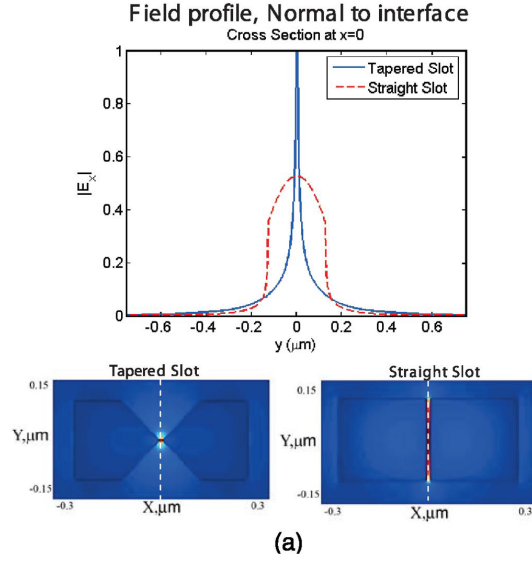 Field profile, Normal to interface
Cross Section at x=0
Tapered Slot
Straight Slot
1
0.8
0.6
0.4
0.2
0
|E_x|
-0.6 -0.4 -0.2 0 0.2 0.4 0.6
y (μm)
Tapered Slot Straight Slot
0.15 0.15
Y,μm Y,μm
-0.15 -0.15
-0.3 X,μm 0.3 -0.3 X,μm 0.3
(a)